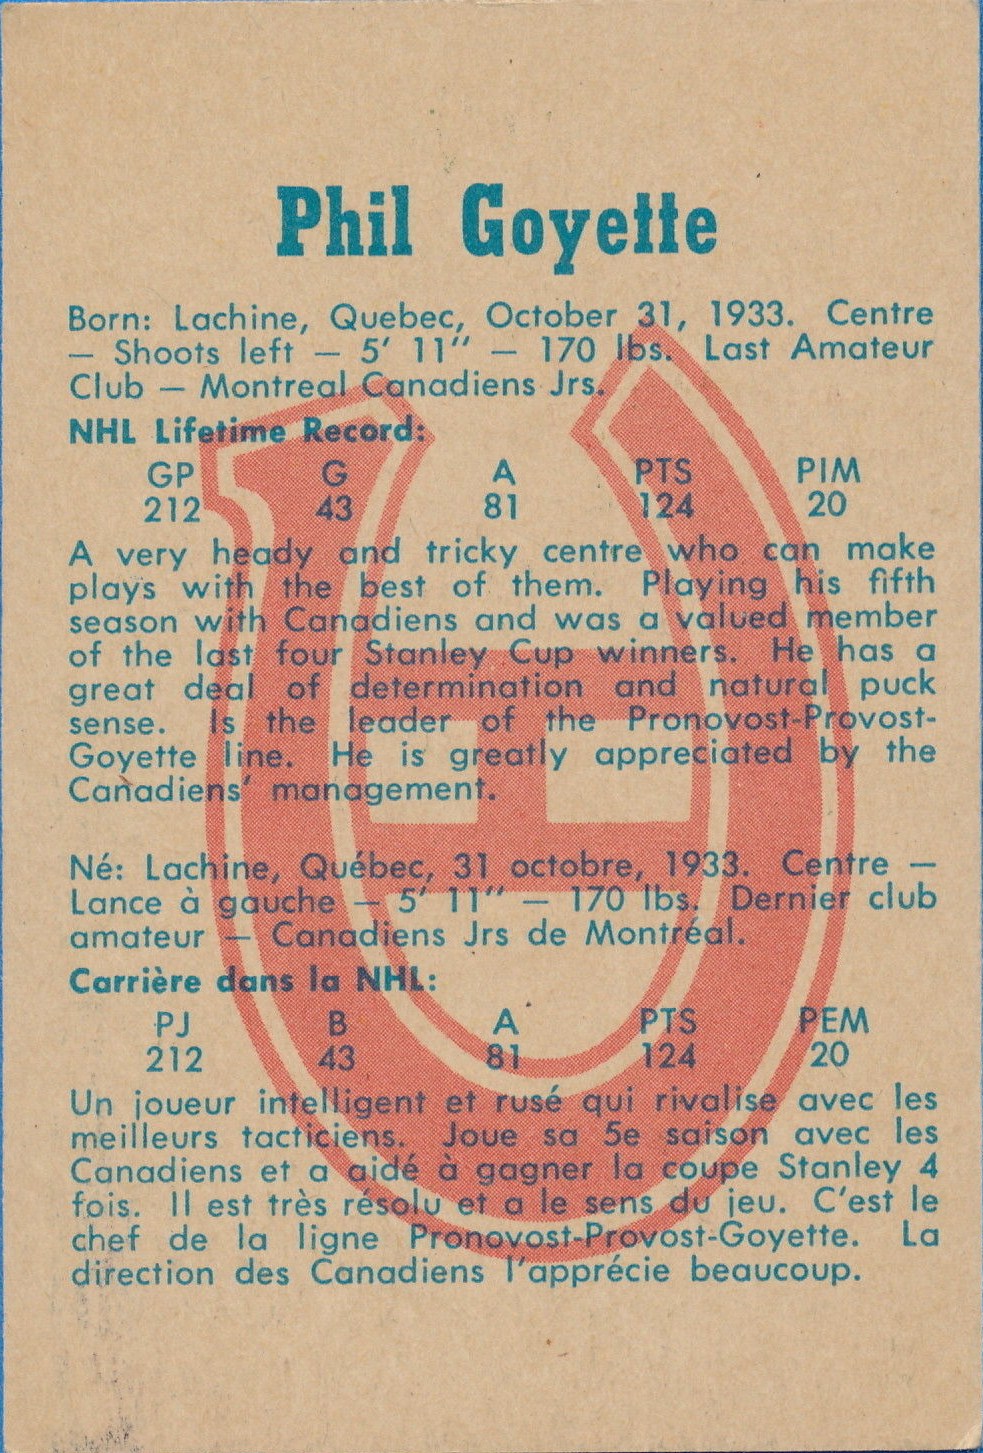 Phil Goyette
Born: Lachine, Quebec, October 31, 1933. Centre
— Shoots left — 5′ 11″ — 170 lbs. Last Amateur
Club — Montreal Canadiens Jrs.
NHL Lifetime Record:
GP G A PTS PIM
212 43 81 124 20
A very heady and tricky centre who can make
plays with the best of them. Playing his fifth
season with Canadiens and was a valued member
of the last four Stanley Cup winners. He has a
great deal of determination and natural puck
sense. Is the leader of the Pronovost-Provost-
Goyette line. He is greatly appreciated by the
Canadiens’ management.
Né: Lachine, Québec, 31 octobre, 1933. Centre —
Lance à gauche — 5′ 11″ — 170 lbs. Dernier club
amateur — Canadiens Jrs de Montréal.
Carrière dans la NHL:
PJ B A PTS PEM
212 43 81 124 20
Un joueur intelligent et rusé qui rivalise avec les
meilleurs tacticiens. Joue sa 5e saison avec les
Canadiens et a aidé à gagner la coupe Stanley 4
fois. Il est très résolu et a le sens du jeu. C’est le
chef de la ligne Pronovost-Provost-Goyette. La
direction des Canadiens l’apprécie beaucoup.